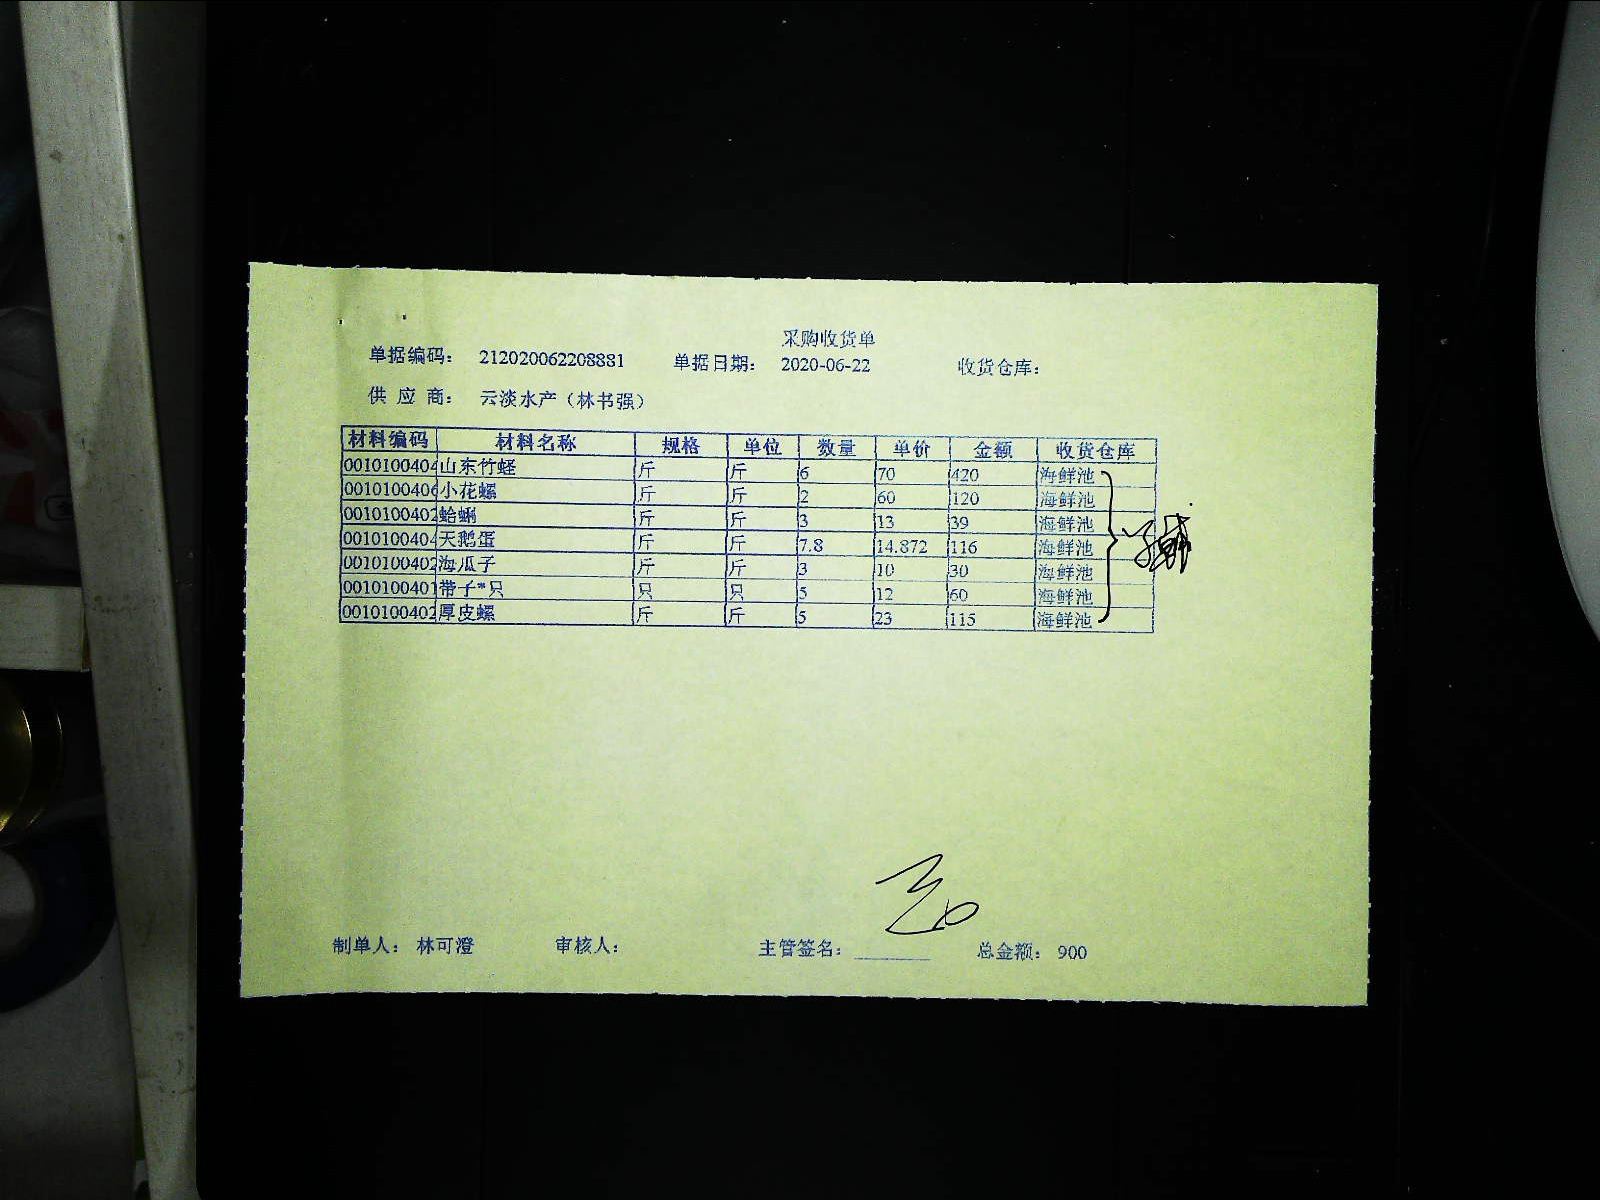 采购收货单
单据编码： 212020062208881 单据日期： 2020-06-22 收货仓库：
供 应 商： 云淡水产（林书强）
材料编码 材料名称 规格 单位 数量 单价 金额 收货仓库
0010100404 山东竹蛏 斤 斤 6 70 420 海鲜池
0010100406 小花螺 斤 斤 2 60 120 海鲜池
0010100402 蛤蜊 斤 斤 3 13 39 海鲜池
0010100404 天鹅蛋 斤 斤 7.8 14.872 116 海鲜池
0010100402 海瓜子 斤 斤 3 10 30 海鲜池
0010100401 带子*只 只 只 5 12 60 海鲜池
0010100402 厚皮螺 斤 斤 5 23 115 海鲜池
制单人： 林可澄 审核人： 主管签名： 总金额： 900